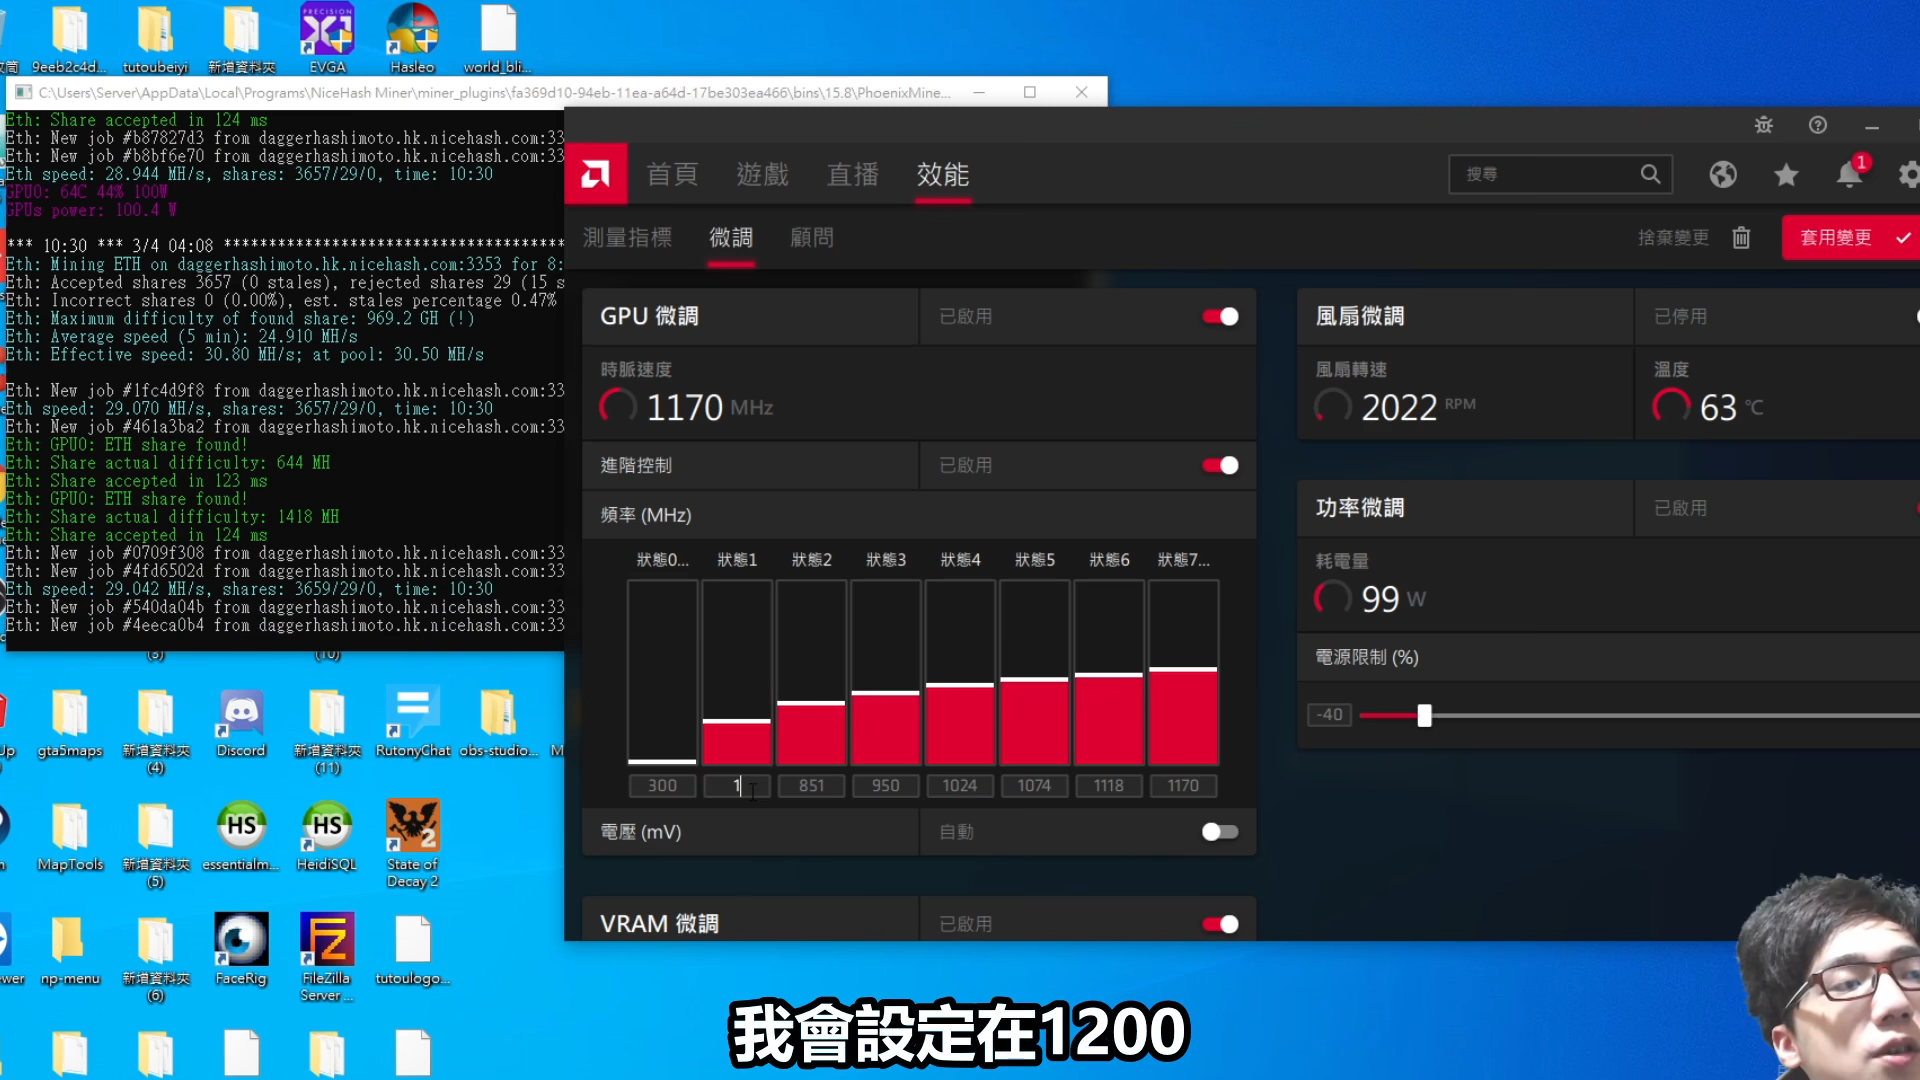 9eeb2c4d...
tutoubeiyi
新增資料夾
PRECISION
X1
EVGA
Hasleo
world_bli...
C:\Users\Server\AppData\Local\Programs\NiceHash Miner\miner_plugins\fa369d10-94eb-11ea-a64d-17be303ea466\bins\15.8\PhoenixMine...
Eth: Share accepted in 124 ms
Eth: New job #b87827d3 from daggerhashimoto.hk.nicehash.com:33
Eth: New job #b8bf6e70 from daggerhashimoto.hk.nicehash.com:33
Eth speed: 28.944 MH/s, shares: 3657/29/0, time: 10:30
GPU0: 64C 44% 100W
GPUs power: 100.4 W
*** 10:30 *** 3/4 04:08 **************************************
Eth: Mining ETH on daggerhashimoto.hk.nicehash.com:3353 for 8:
Eth: Accepted shares 3657 (0 stales), rejected shares 29 (15 s
Eth: Incorrect shares 0 (0.00%), est. stales percentage 0.47%
Eth: Maximum difficulty of found share: 969.2 GH (!)
Eth: Average speed (5 min): 24.910 MH/s
Eth: Effective speed: 30.80 MH/s; at pool: 30.50 MH/s
Eth: New job #1fc4d9f8 from daggerhashimoto.hk.nicehash.com:33
Eth speed: 29.070 MH/s, shares: 3657/29/0, time: 10:30
Eth: New job #461a3ba2 from daggerhashimoto.hk.nicehash.com:33
Eth: GPU0: ETH share found!
Eth: Share actual difficulty: 644 MH
Eth: Share accepted in 123 ms
Eth: GPU0: ETH share found!
Eth: Share actual difficulty: 1418 MH
Eth: Share accepted in 124 ms
Eth: New job #0709f308 from daggerhashimoto.hk.nicehash.com:33
Eth: New job #4fd6502d from daggerhashimoto.hk.nicehash.com:33
Eth speed: 29.042 MH/s, shares: 3659/29/0, time: 10:30
Eth: New job #540da04b from daggerhashimoto.hk.nicehash.com:33
Eth: New job #4eeca0b4 from daggerhashimoto.hk.nicehash.com:33
首頁 遊戲 直播 效能
搜尋
1
測量指標 微調 顧問
捨棄變更
套用變更
GPU 微調 已啟用
時脈速度
1170 MHz
進階控制 已啟用
頻率 (MHz)
狀態0... 狀態1 狀態2 狀態3 狀態4 狀態5 狀態6 狀態7...
300 1 851 950 1024 1074 1118 1170
電壓 (mV) 自動
VRAM 微調 已啟用
風扇微調 已停用
風扇轉速
2022 RPM
溫度
63 °C
功率微調 已啟用
耗電量
99 W
電源限制 (%)
-40
(10)
gta5maps
新增資料夾
(4)
Discord
新增資料夾
(11)
RutonyChat
obs-studio...
MapTools
新增資料夾
(5)
HS
essentialm...
HS
HeidiSQL
2
State of
Decay 2
np-menu
新增資料夾
(6)
FaceRig
FZ
FileZilla
Server ...
tutoulogo...
我會設定在1200